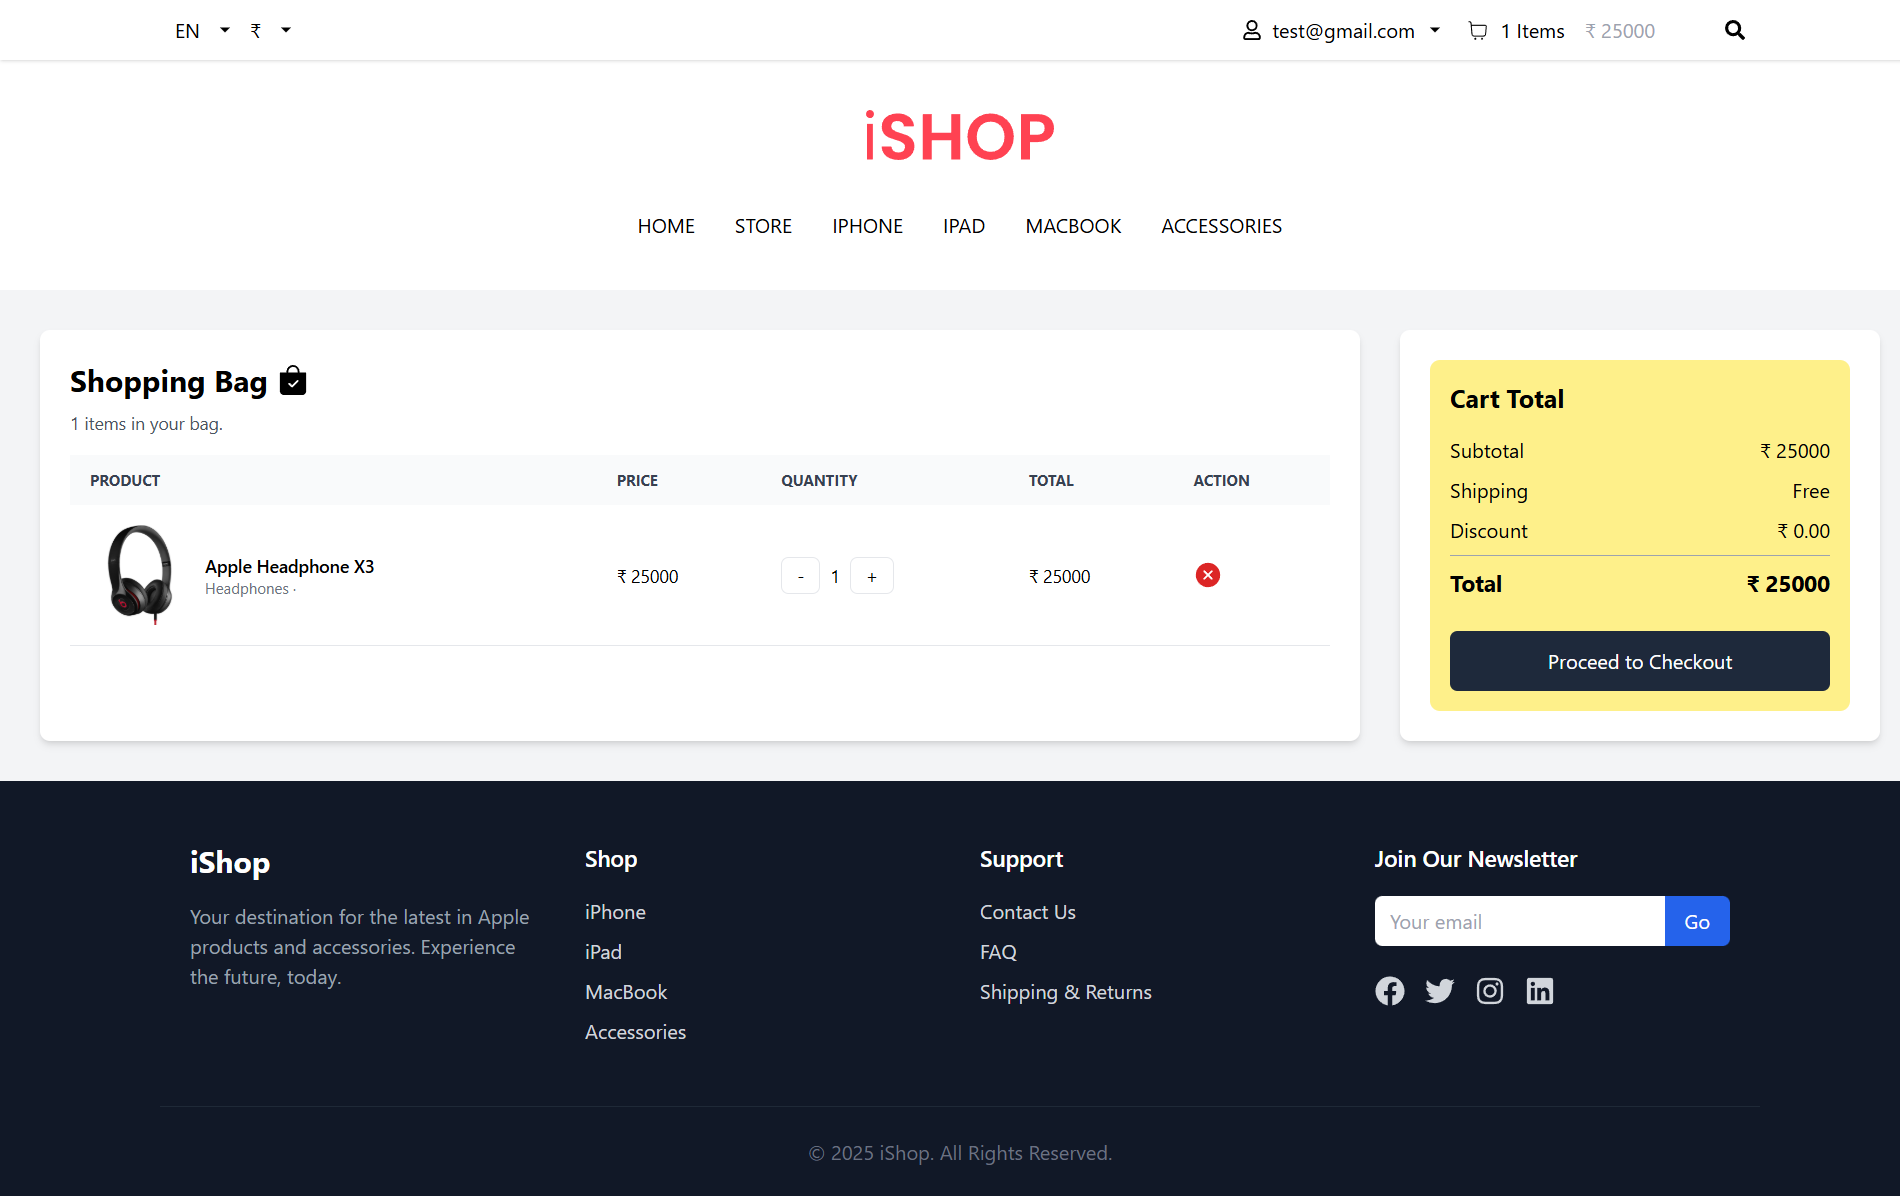 EN ₹ test@gmail.com 1 Items ₹ 25000
iSHOP
HOME STORE IPHONE IPAD MACBOOK ACCESSORIES
Shopping Bag
1 items in your bag.
PRODUCT PRICE QUANTITY TOTAL ACTION
Apple Headphone X3
Headphones ·
₹ 25000 - 1 + ₹ 25000
Cart Total
Subtotal ₹ 25000
Shipping Free
Discount ₹ 0.00
Total ₹ 25000
Proceed to Checkout
iShop
Your destination for the latest in Apple
products and accessories. Experience
the future, today.
Shop
iPhone
iPad
MacBook
Accessories
Support
Contact Us
FAQ
Shipping & Returns
Join Our Newsletter
Your email Go
© 2025 iShop. All Rights Reserved.